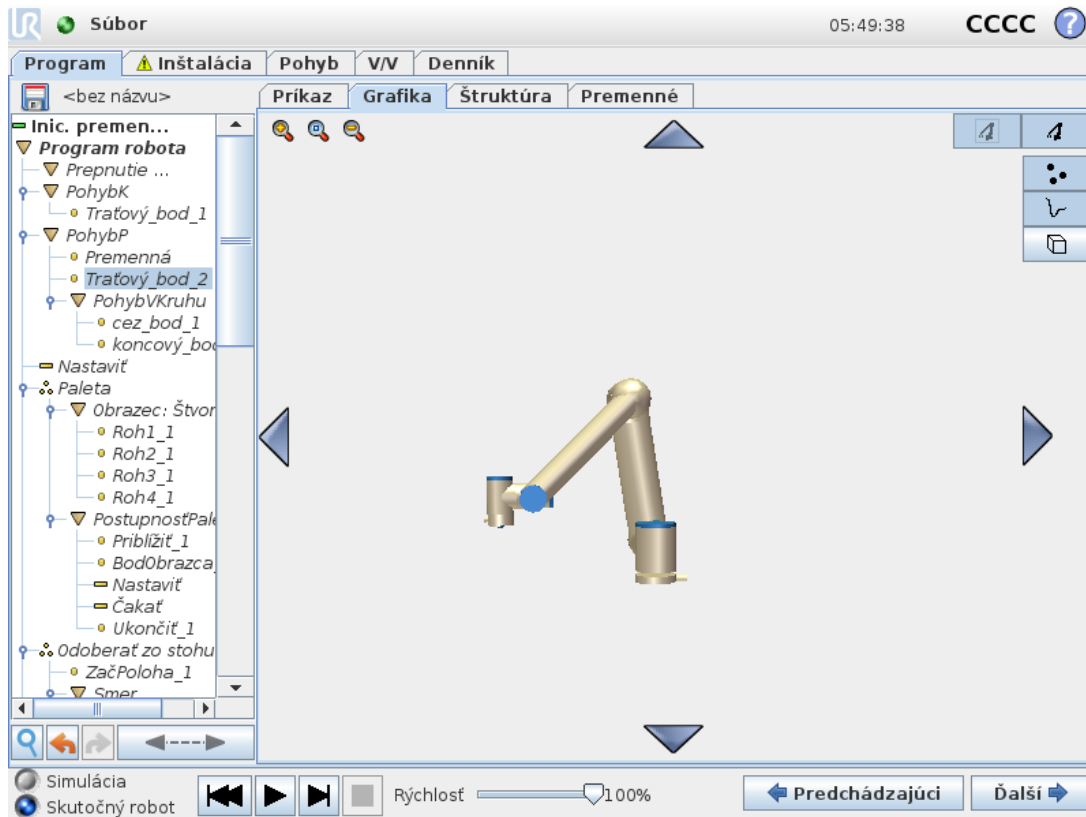 Súbor
05:49:38
CCCC
?
Program
Inštalácia
Pohyb
V/V
Denník
<bez názvu>
Príkaz
Grafika
Štruktúra
Premenné
Inic. premen...
Program robota
Prepnutie ...
PohybK
Traťový_bod_1
PohybP
Premenná
Traťový_bod_2
PohybVKruhu
cez_bod_1
koncový_bod
Nastaviť
Paleta
Obrazec: Štvor
Roh1_1
Roh2_1
Roh3_1
Roh4_1
PostupnosťPale
Priblížiť_1
BodObrazca_
Nastaviť
Čakať
Ukončiť_1
Odoberať zo stohu
ZačPoloha_1
Smer
Simulácia
Skutočný robot
Rýchlosť
100%
Predchádzajúci
Ďalší